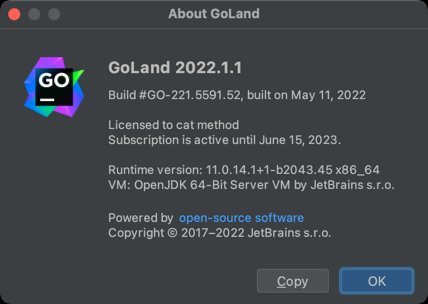 About GoLand
GO
GoLand 2022.1.1
Build #GO-221.5591.52, built on May 11, 2022
Licensed to cat method
Subscription is active until June 15, 2023.
Runtime version: 11.0.14.1+1-b2043.45 x86_64
VM: OpenJDK 64-Bit Server VM by JetBrains s.r.o.
Powered by open-source software
Copyright © 2017–2022 JetBrains s.r.o.
Copy OK